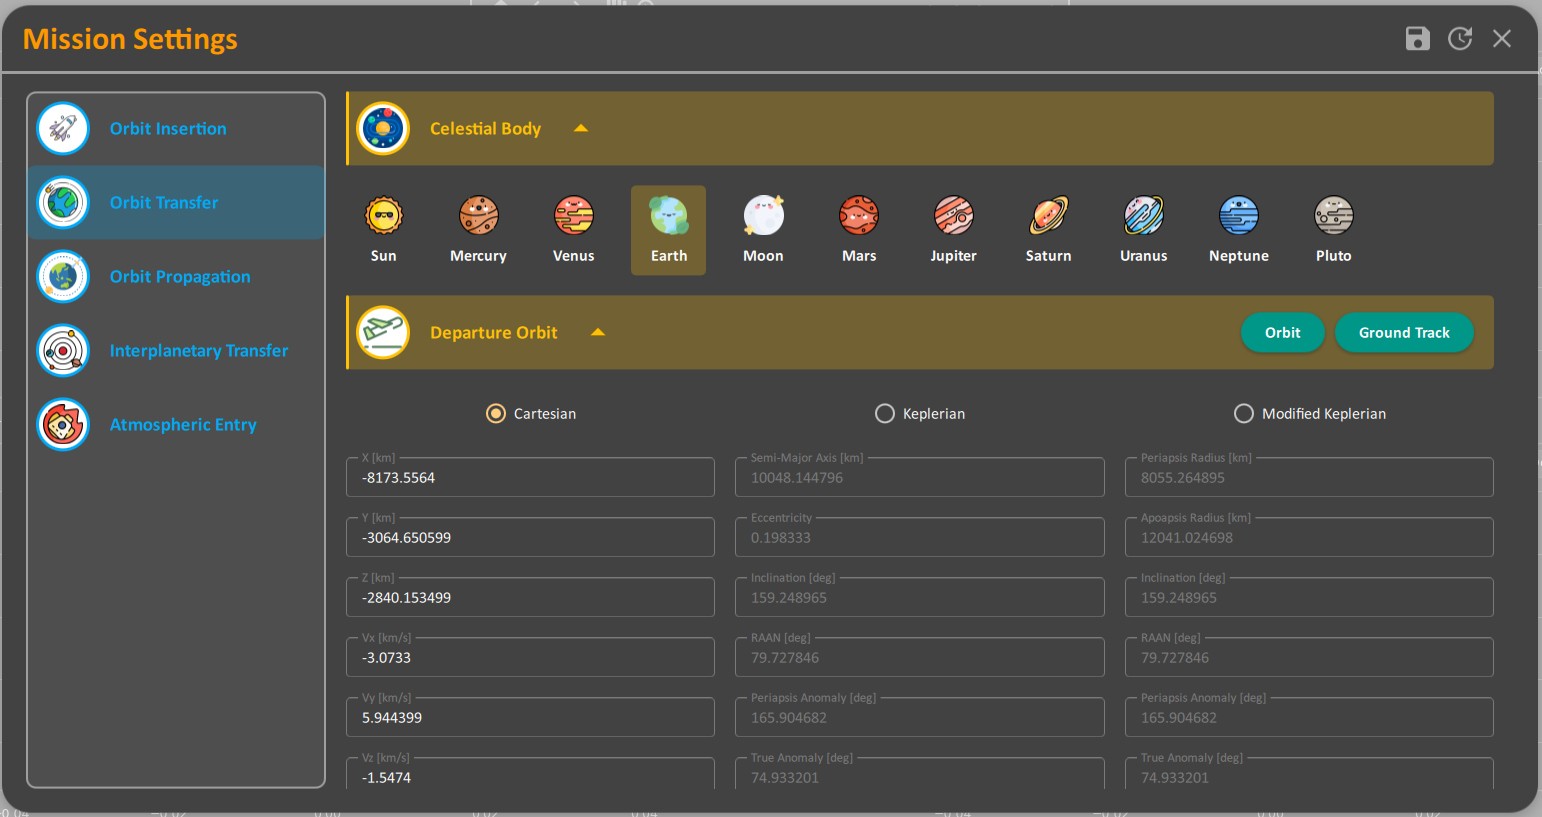 Mission Settings
Orbit Insertion
Orbit Transfer
Orbit Propagation
Interplanetary Transfer
Atmospheric Entry
Celestial Body
Sun
Mercury
Venus
Earth
Moon
Mars
Jupiter
Saturn
Uranus
Neptune
Pluto
Departure Orbit
Orbit
Ground Track
Cartesian
Keplerian
Modified Keplerian
X [km]
-8173.5564
Semi-Major Axis [km]
10048.144796
Periapsis Radius [km]
8055.264895
Y [km]
-3064.650599
Eccentricity
0.198333
Apoapsis Radius [km]
12041.024698
Z [km]
-2840.153499
Inclination [deg]
159.248965
Inclination [deg]
159.248965
Vx [km/s]
-3.0733
RAAN [deg]
79.727846
RAAN [deg]
79.727846
Vy [km/s]
5.944399
Periapsis Anomaly [deg]
165.904682
Periapsis Anomaly [deg]
165.904682
Vz [km/s]
-1.5474
True Anomaly [deg]
74.933201
True Anomaly [deg]
74.933201